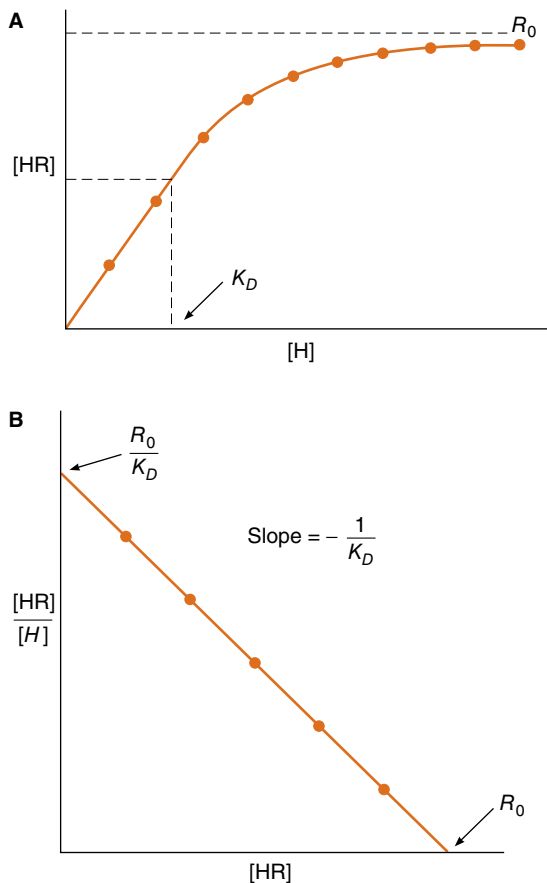 A
R0
[HR]
KD
[H]
B
R0
KD
Slope = – 1
KD
[HR]
[H]
R0
[HR]